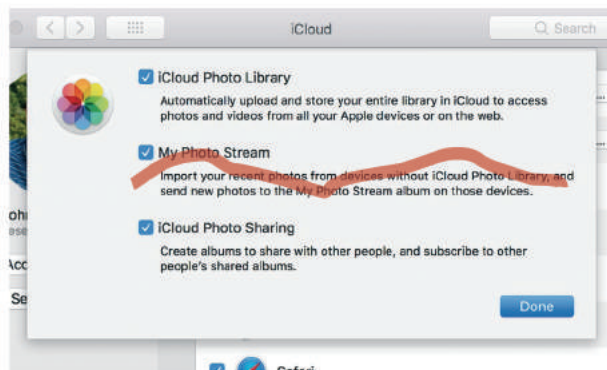 iCloud
Search
iCloud Photo Library
Automatically upload and store your entire library in iCloud to access
photos and videos from all your Apple devices or on the web.
My Photo Stream
Import your recent photos from devices without iCloud Photo Library, and
send new photos to the My Photo Stream album on those devices.
iCloud Photo Sharing
Create albums to share with other people, and subscribe to other
people's shared albums.
Done